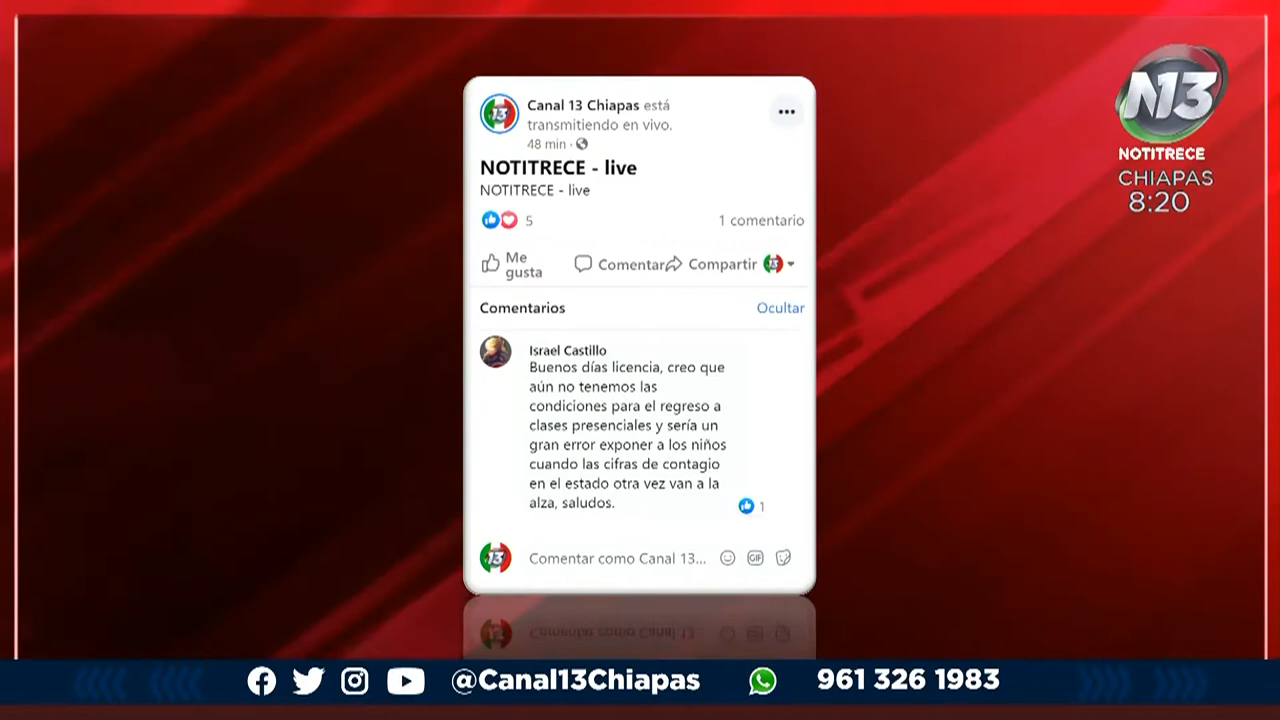 Canal 13 Chiapas está
transmitiendo en vivo.
48 min ·
NOTITRECE - live
NOTITRECE - live
5
1 comentario
Me gusta
Comentar
Compartir
Comentarios
Ocultar
Israel Castillo
Buenos días licencia, creo que
aún no tenemos las
condiciones para el regreso a
clases presenciales y sería un
gran error exponer a los niños
cuando las cifras de contagio
en el estado otra vez van a la
alza, saludos.
1
Comentar como Canal 13...
GIF
N13
NOTITRECE
CHIAPAS
8:20
@Canal13Chiapas
961 326 1983